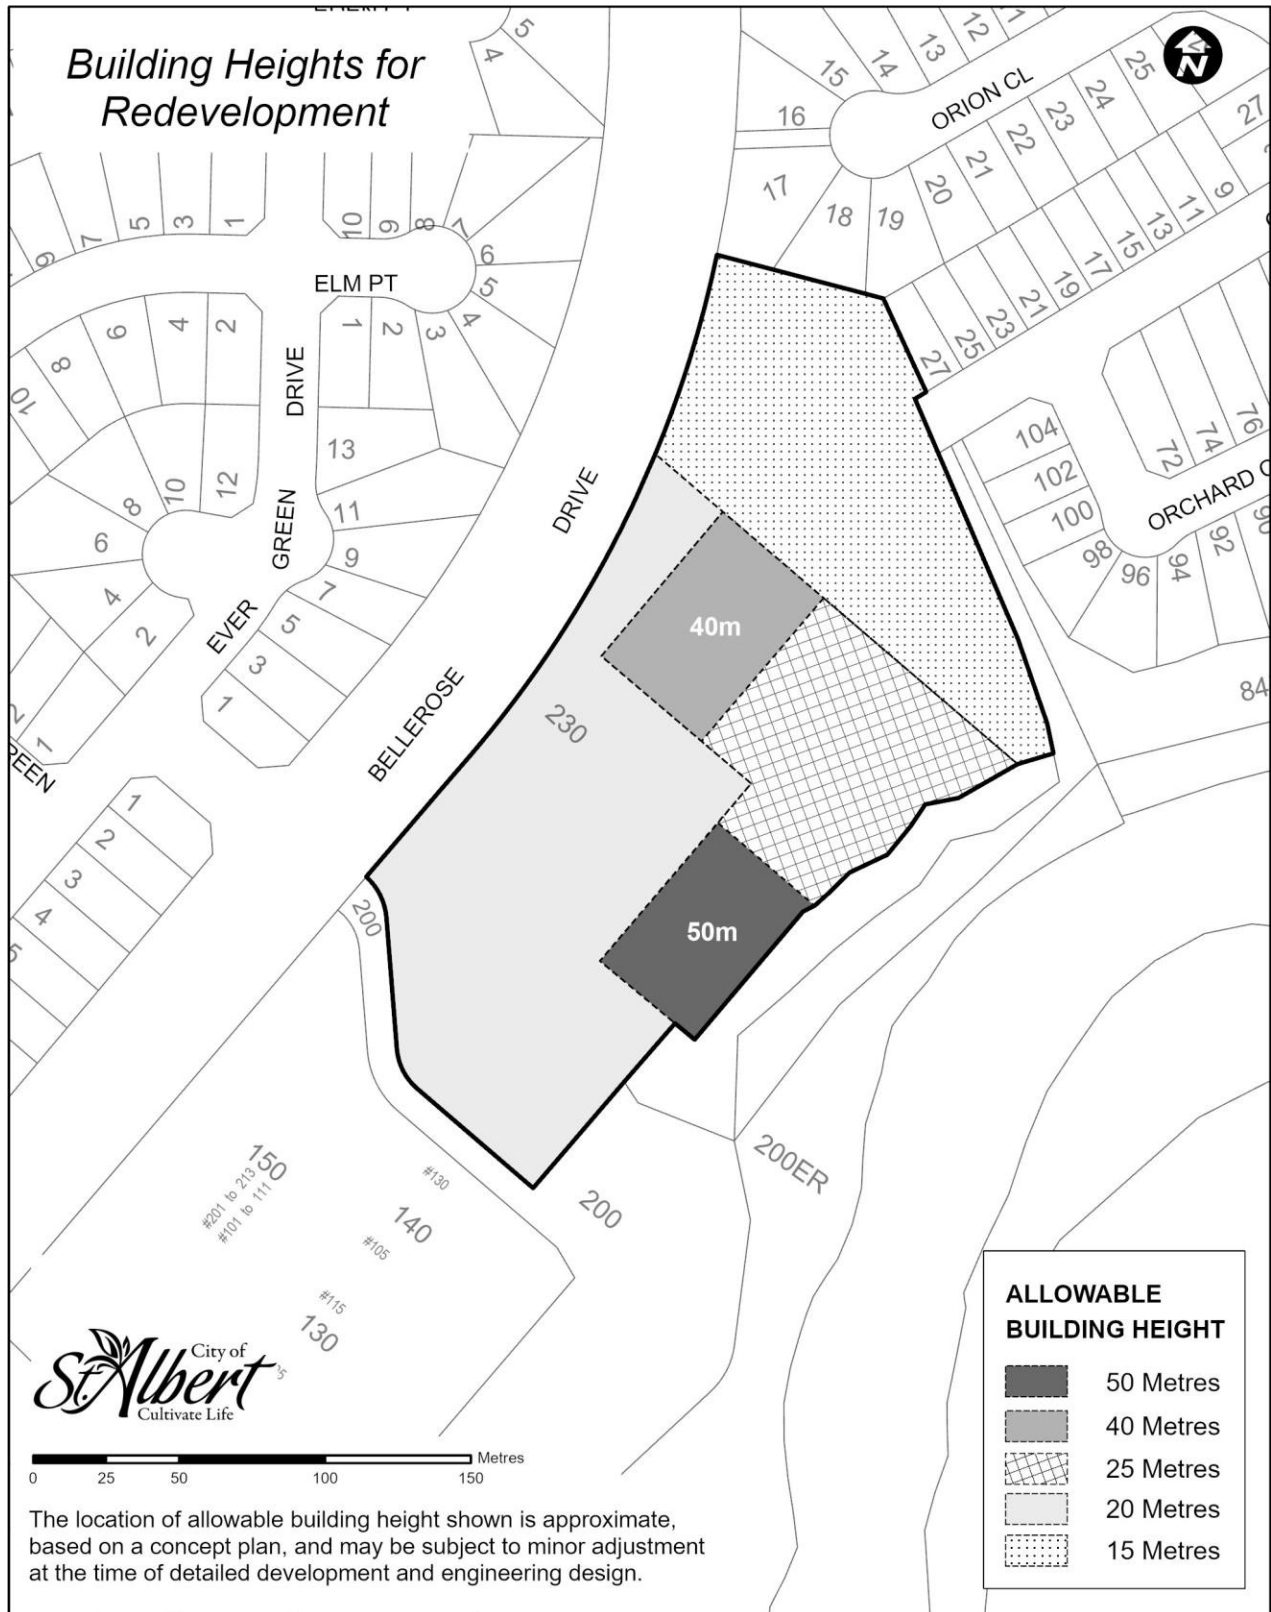 Building Heights for
Redevelopment
N
5
4
15
14
13
12
11
ORION CL
25
24
23
22
21
20
27
16
17
18
19
9
11
13
15
17
19
21
23
25
27
9
7
5
3
1
10
9
8
7
6
5
4
ELM PT
10
8
6
4
2
1
2
3
DRIVE
13
12
10
8
6
4
2
GREEN
11
9
7
5
3
1
EVER
DRIVE
BELLEROSE
104
102
100
98
96
94
92
90
72
74
76
ORCHARD C
84
40m
230
50m
2
1
REEN
1
2
3
4
5
200
150
#201 to 213
#101 to 111
#130
140
#105
#115
130
200
200ER
City of
St. Albert
Cultivate Life
Metres
0 25 50 100 150
The location of allowable building height shown is approximate,
based on a concept plan, and may be subject to minor adjustment
at the time of detailed development and engineering design.
ALLOWABLE
BUILDING HEIGHT
50 Metres
40 Metres
25 Metres
20 Metres
15 Metres